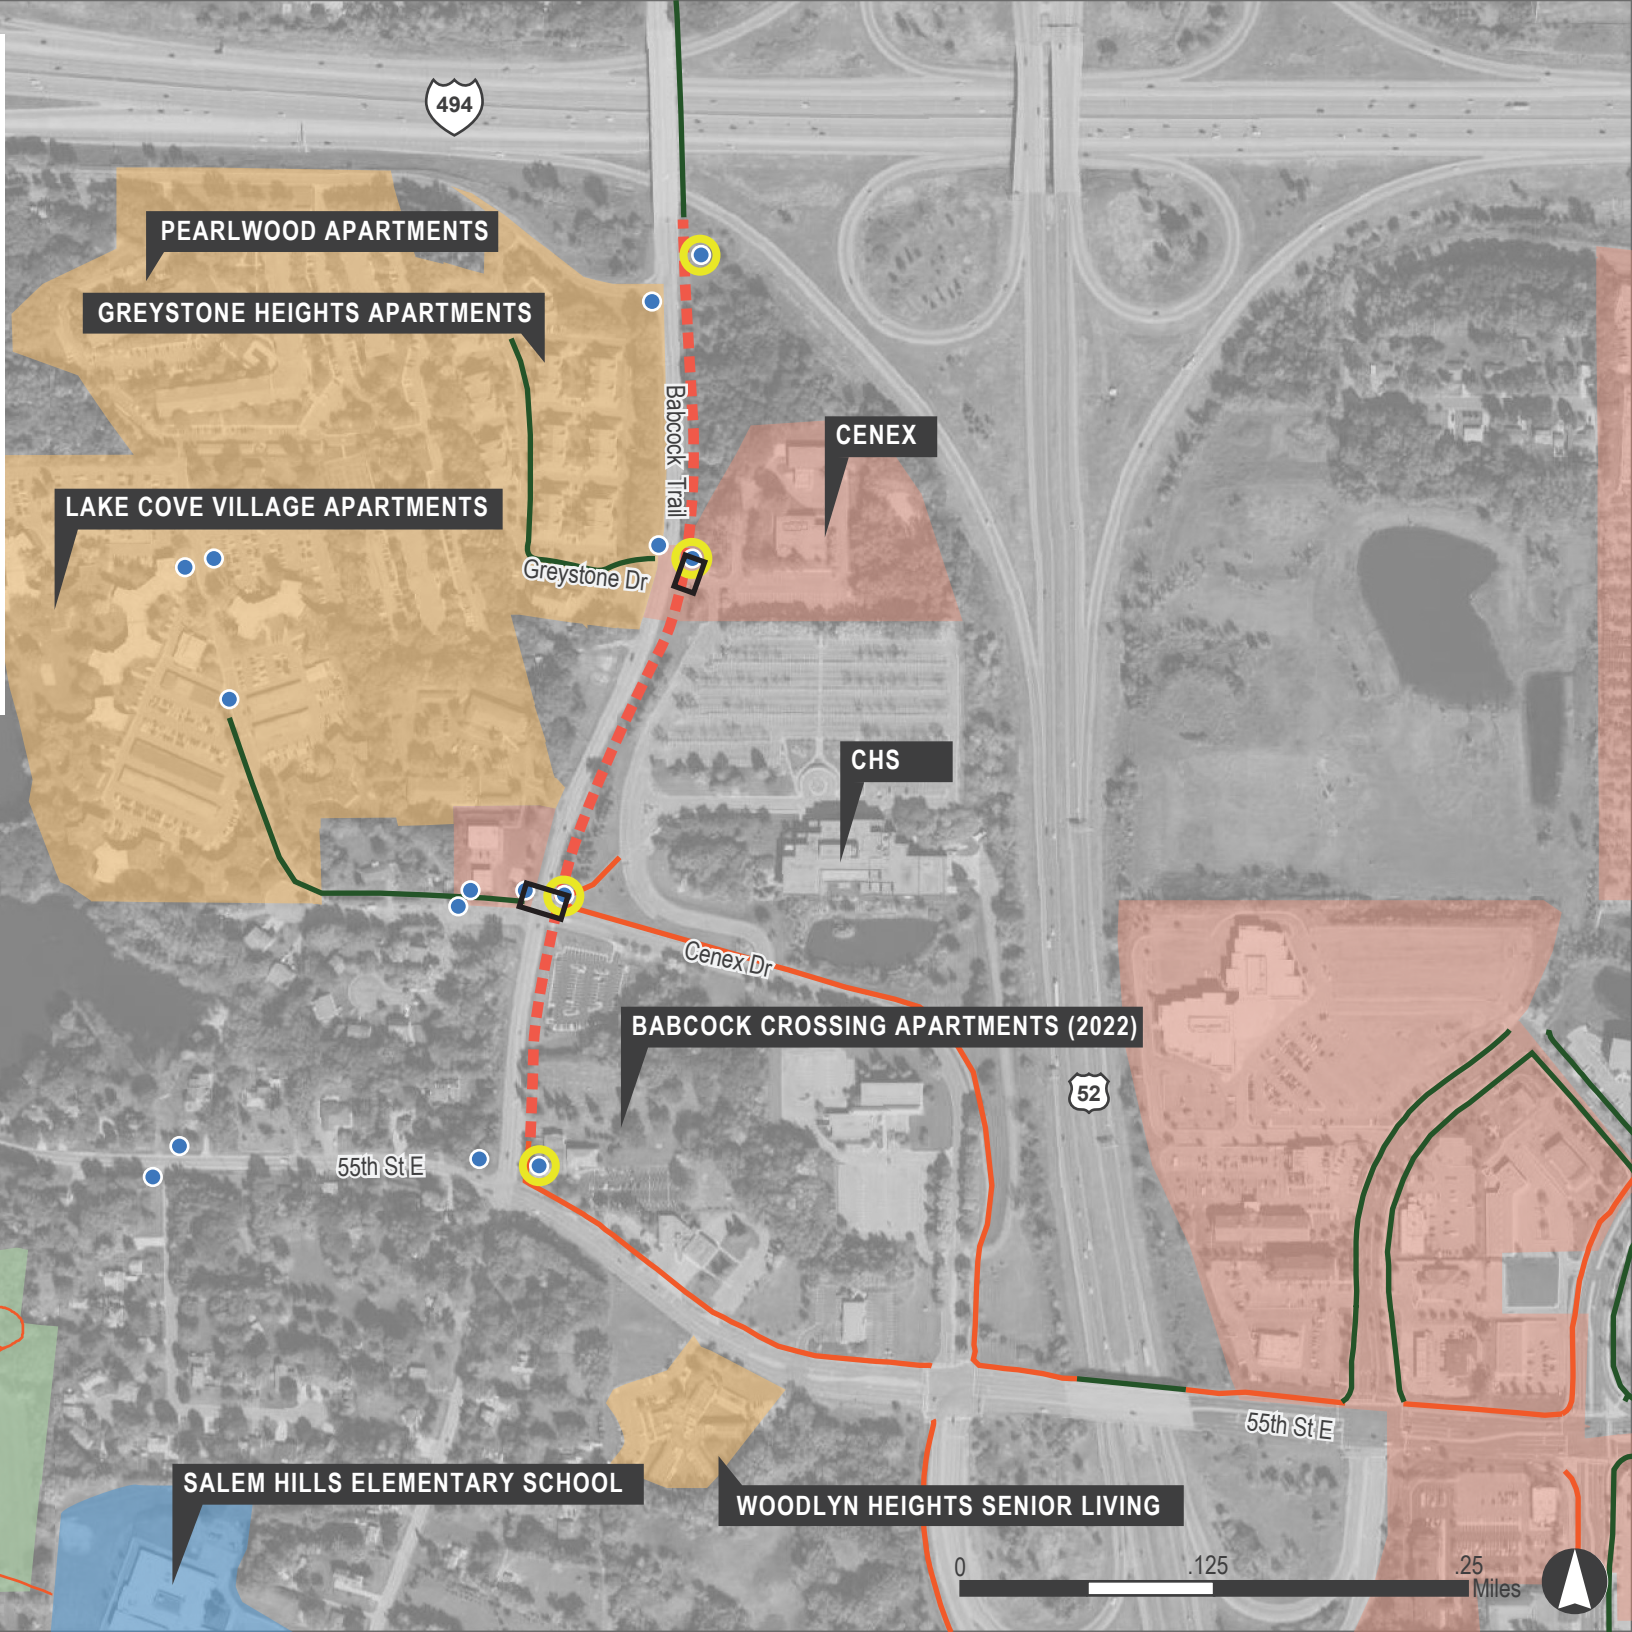 494
PEARLWOOD APARTMENTS
GREYSTONE HEIGHTS APARTMENTS
Babcock Trail
CENEX
LAKE COVE VILLAGE APARTMENTS
Greystone Dr
CHS
Cenex Dr
BABCOCK CROSSING APARTMENTS (2022)
52
55th St E
55th St E
SALEM HILLS ELEMENTARY SCHOOL
WOODLYN HEIGHTS SENIOR LIVING
0 .125 .25
Miles